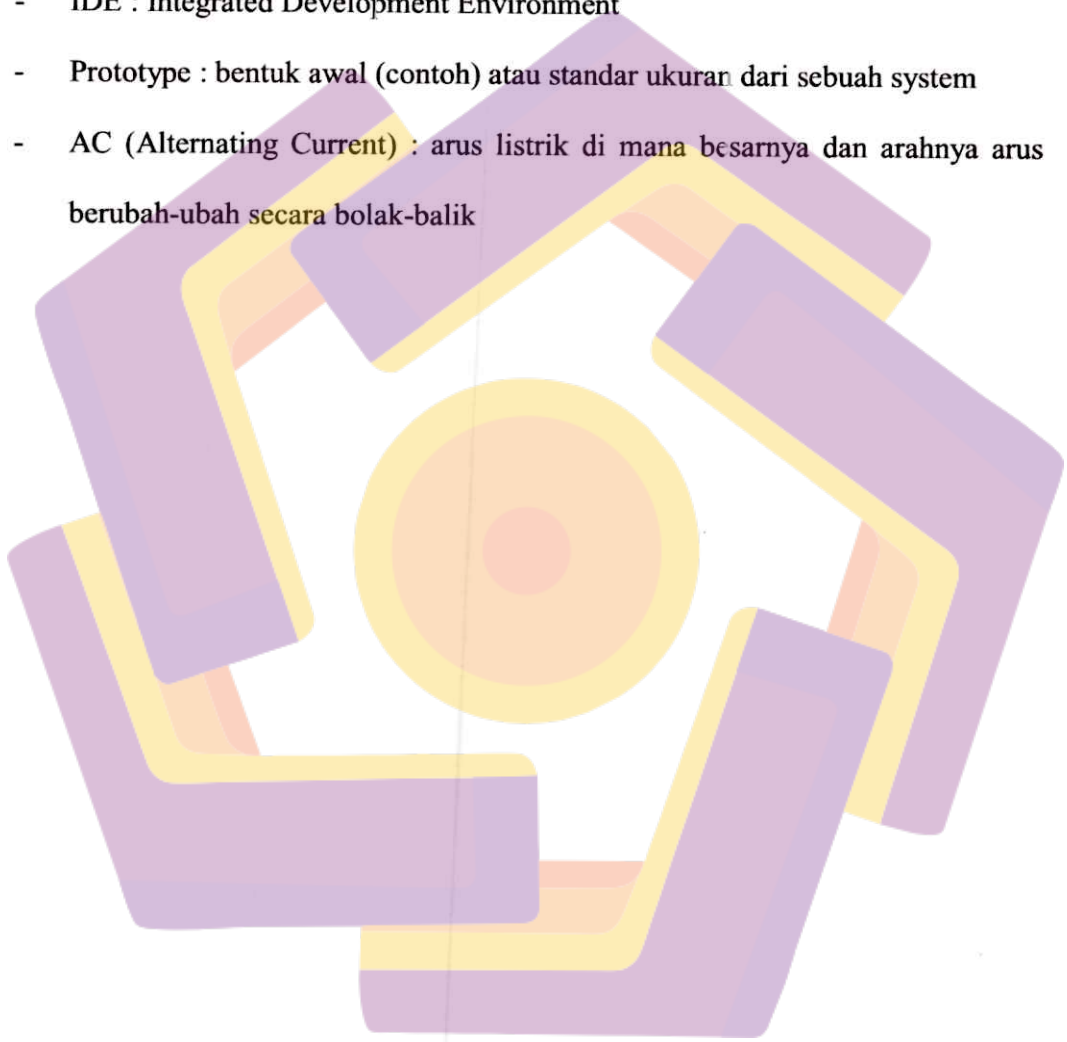 - IDE : Integrated Development Environment
- Prototype : bentuk awal (contoh) atau standar ukuran dari sebuah system
- AC (Alternating Current) : arus listrik di mana besarnya dan arahnya arus
berubah-ubah secara bolak-balik